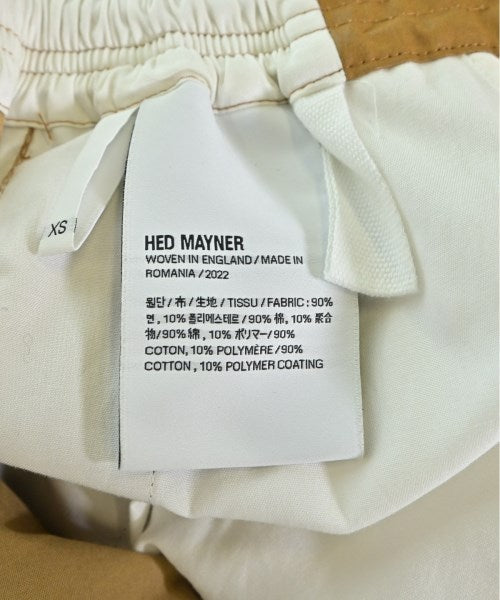 XS
HED MAYNER
WOVEN IN ENGLAND / MADE IN
ROMANIA / 2022
원단 / 布 / 生地 / TISSU / FABRIC : 90%
면, 10% 폴리에스테르 / 90% 棉, 10% 聚合
物/90% 綿, 10% ポリマー/ 90%
COTON, 10% POLYMÈRE / 90%
COTTON , 10% POLYMER COATING